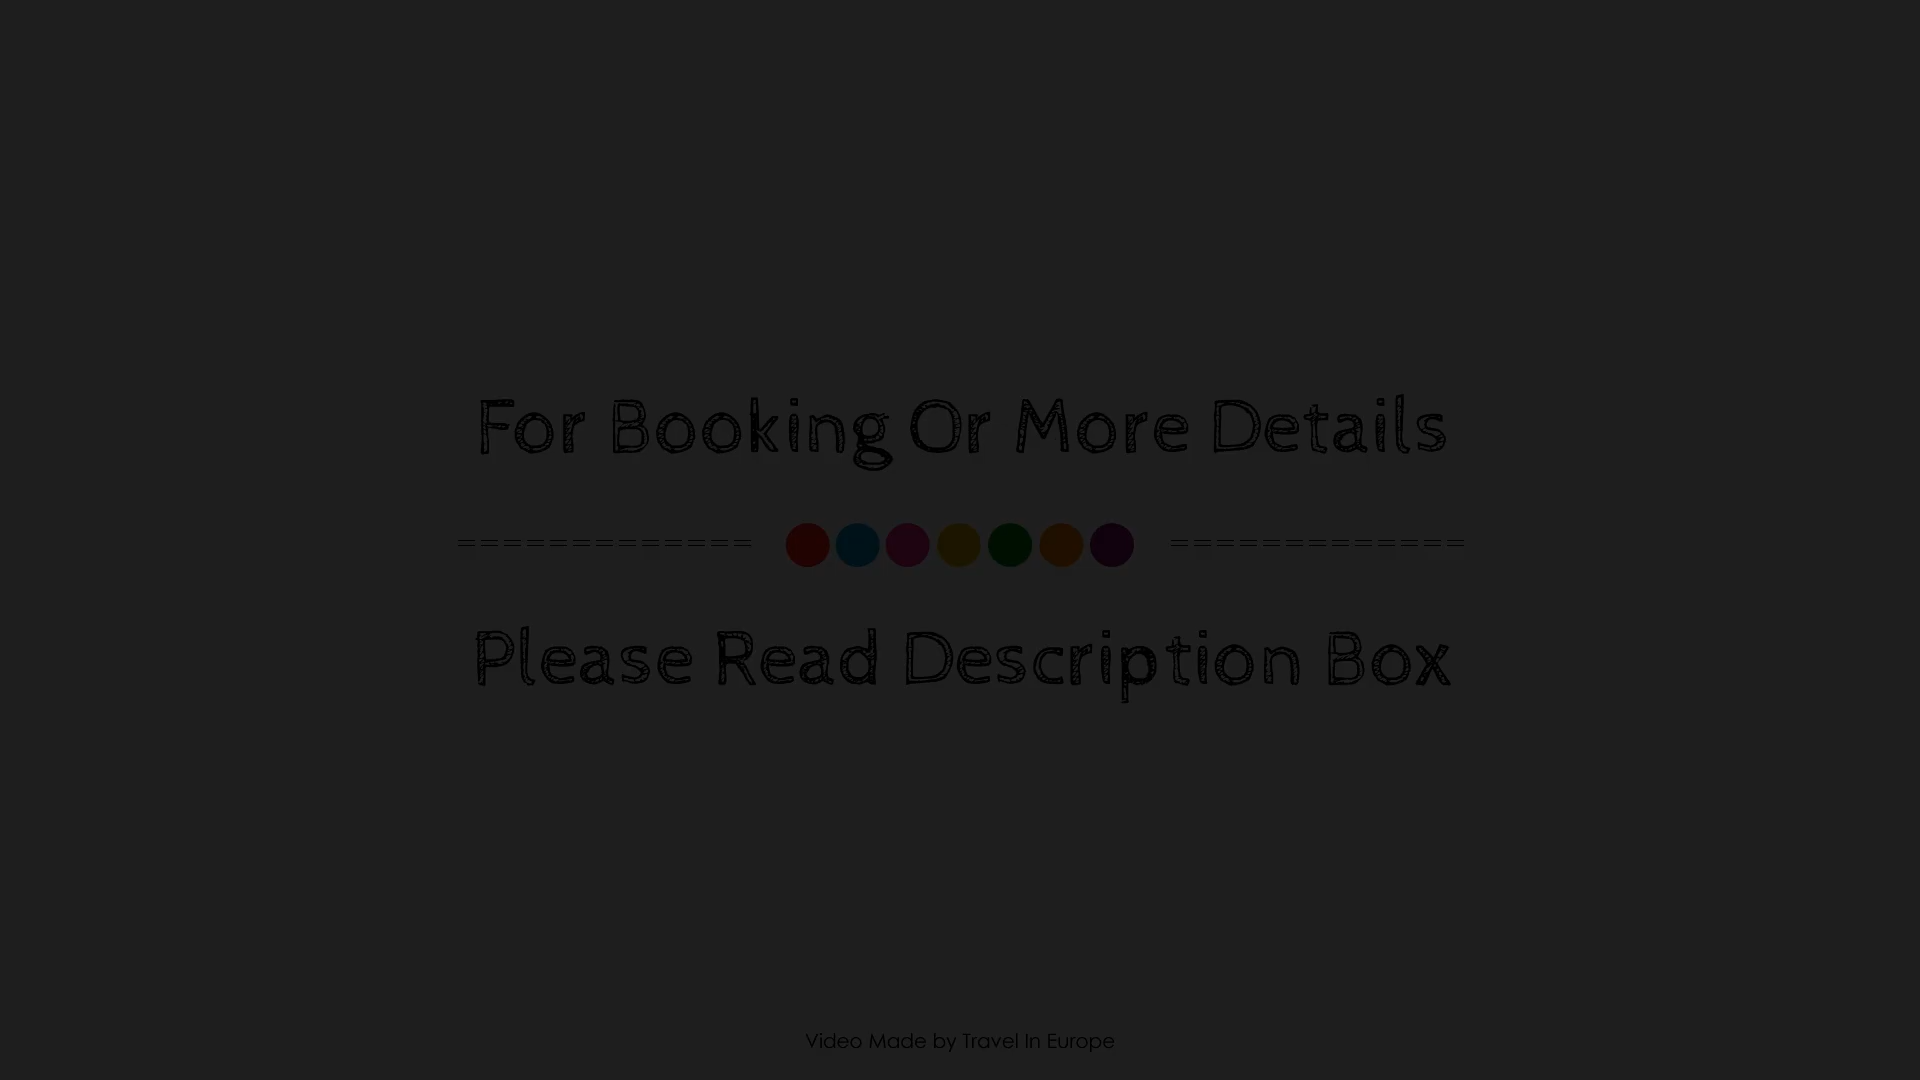 For Booking Or More Details
============= =============
Please Read Description Box
Video Made by Travel In Europe